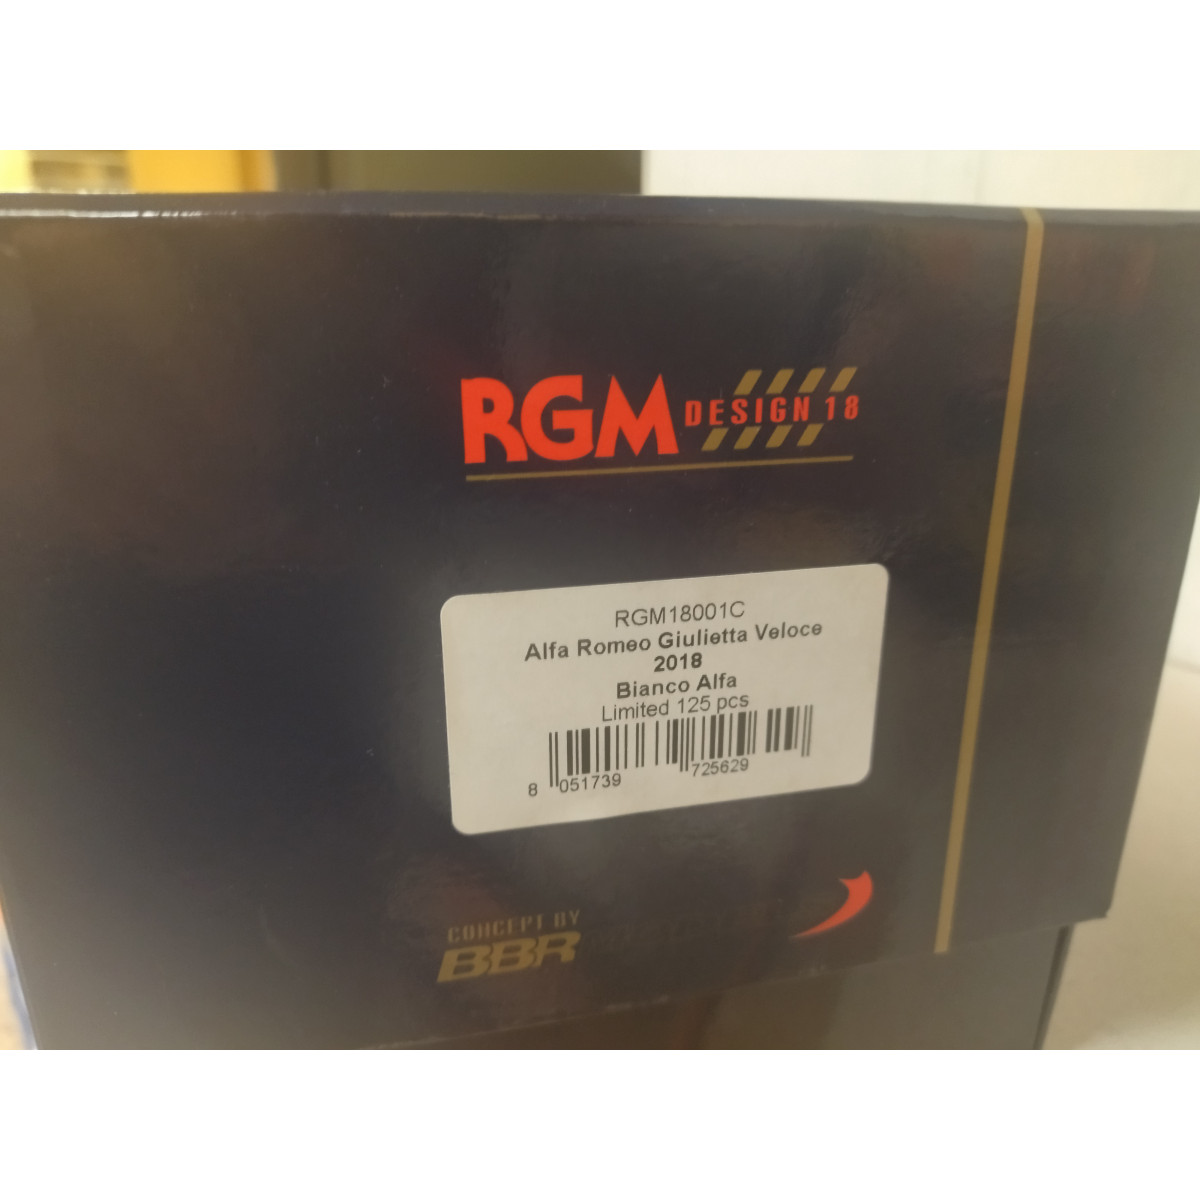 RGM DESIGN 18
RGM18001C
Alfa Romeo Giulietta Veloce
2018
Bianco Alfa
Limited 125 pcs
8 051739 725629
CONCEPT BY
BBR